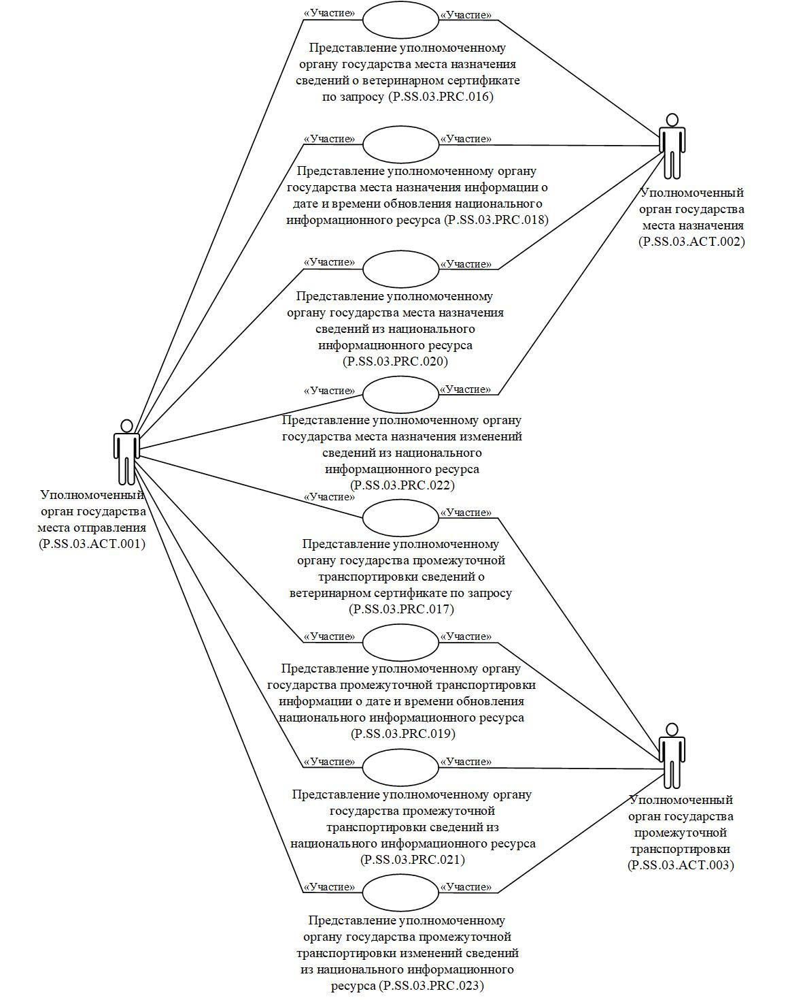 «Участие»
«Участие»
Представление уполномоченному
органу государства места назначения
сведений о ветеринарном сертификате
по запросу (P.SS.03.PRC.016)
«Участие»
«Участие»
Представление уполномоченному органу
государства места назначения информации о
дате и времени обновления национального
информационного ресурса (P.SS.03.PRC.018)
Уполномоченный
орган государства
места назначения
(P.SS.03.ACT.002)
«Участие»
«Участие»
Представление уполномоченному
органу государства места назначения
сведений из национального
информационного ресурса
(P.SS.03.PRC.020)
«Участие»
«Участие»
Представление уполномоченному органу
государства места назначения изменений
сведений из национального
информационного ресурса
(P.SS.03.PRC.022)
Уполномоченный
орган государства
места отправления
(P.SS.03.ACT.001)
«Участие»
«Участие»
Представление уполномоченному
органу государства промежуточной
транспортировки сведений о
ветеринарном сертификате по запросу
(P.SS.03.PRC.017)
«Участие»
«Участие»
Представление уполномоченному органу
государства промежуточной транспортировки
информации о дате и времени обновления
национального информационного ресурса
(P.SS.03.PRC.019)
«Участие»
«Участие»
Представление уполномоченному органу
государства промежуточной
транспортировки сведений из
национального информационного ресурса
(P.SS.03.PRC.021)
Уполномоченный
орган государства
промежуточной
транспортировки
(P.SS.03.ACT.003)
«Участие»
«Участие»
Представление уполномоченному
органу государства промежуточной
транспортировки изменений сведений
из национального информационного
ресурса (P.SS.03.PRC.023)